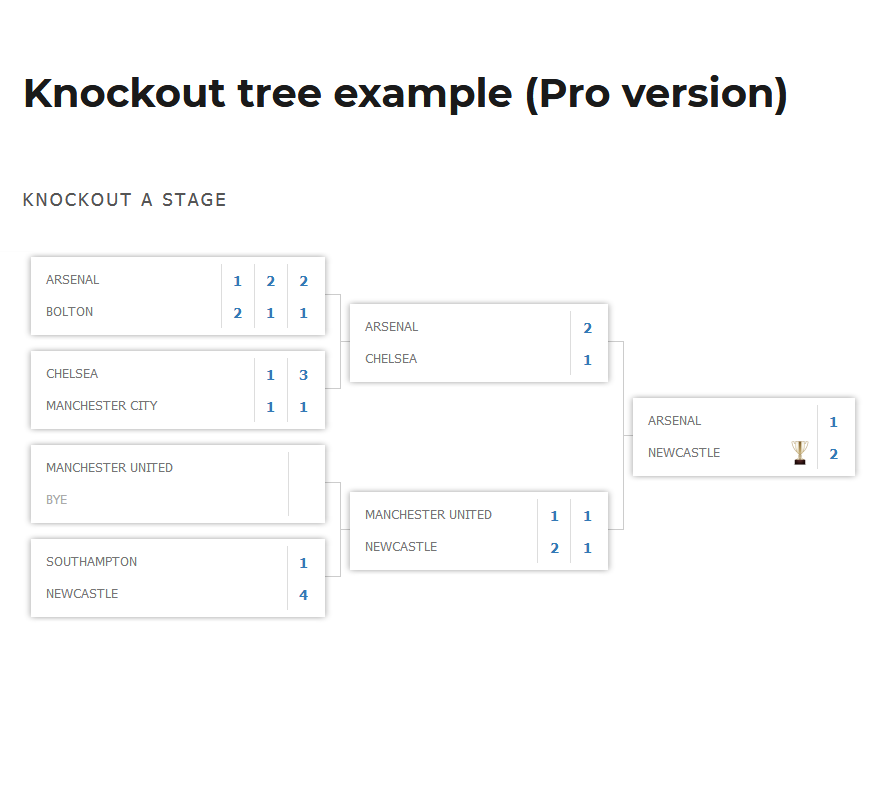 Knockout tree example (Pro version)
KNOCKOUT A STAGE
ARSENAL 1 2 2
BOLTON 2 1 1
CHELSEA 1 3
MANCHESTER CITY 1 1
MANCHESTER UNITED
BYE
SOUTHAMPTON 1
NEWCASTLE 4
ARSENAL 2
CHELSEA 1
MANCHESTER UNITED 1 1
NEWCASTLE 2 1
ARSENAL 1
NEWCASTLE 2